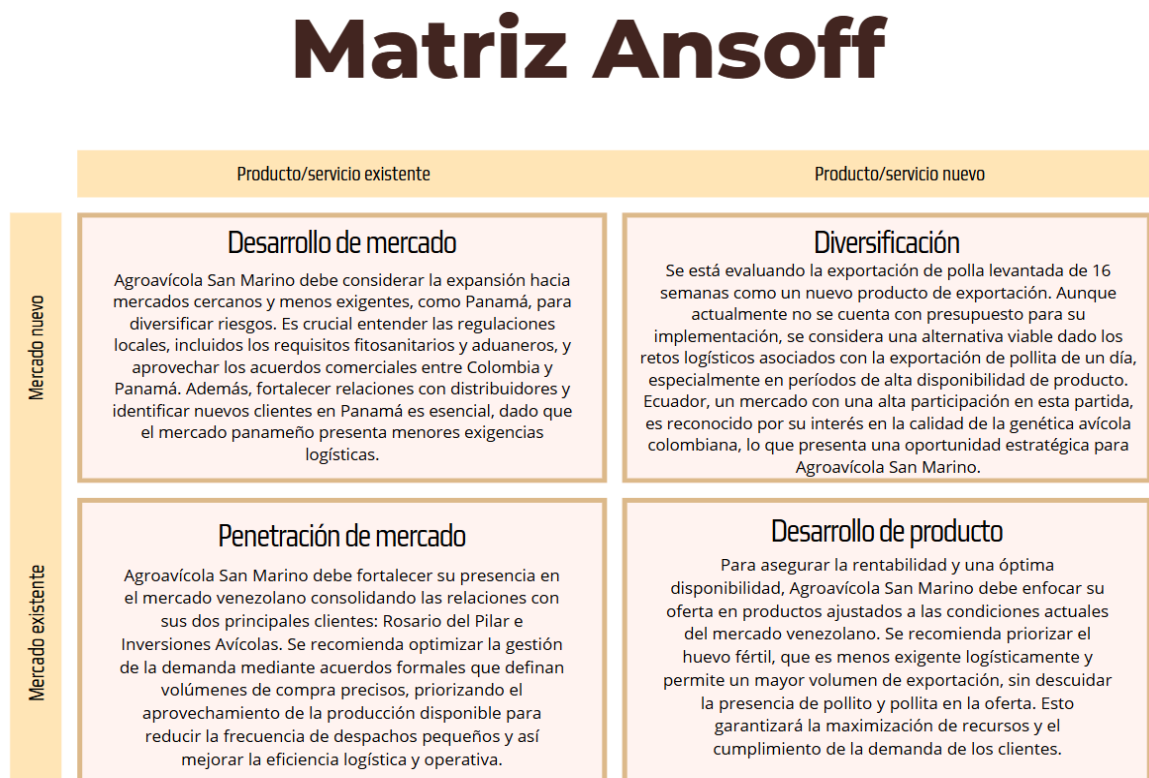 Matriz Ansoff
Producto/servicio existente
Producto/servicio nuevo
Mercado nuevo
Desarrollo de mercado
Agroavícola San Marino debe considerar la expansión hacia
mercados cercanos y menos exigentes, como Panamá, para
diversificar riesgos. Es crucial entender las regulaciones
locales, incluidos los requisitos fitosanitarios y aduaneros, y
aprovechar los acuerdos comerciales entre Colombia y
Panamá. Además, fortalecer relaciones con distribuidores y
identificar nuevos clientes en Panamá es esencial, dado que
el mercado panameño presenta menores exigencias
logísticas.
Diversificación
Se está evaluando la exportación de polla levantada de 16
semanas como un nuevo producto de exportación. Aunque
actualmente no se cuenta con presupuesto para su
implementación, se considera una alternativa viable dado los
retos logísticos asociados con la exportación de pollita de un día,
especialmente en períodos de alta disponibilidad de producto.
Ecuador, un mercado con una alta participación en esta partida,
es reconocido por su interés en la calidad de la genética avícola
colombiana, lo que presenta una oportunidad estratégica para
Agroavícola San Marino.
Mercado existente
Penetración de mercado
Agroavícola San Marino debe fortalecer su presencia en
el mercado venezolano consolidando las relaciones con
sus dos principales clientes: Rosario del Pilar e
Inversiones Avícolas. Se recomienda optimizar la gestión
de la demanda mediante acuerdos formales que definan
volúmenes de compra precisos, priorizando el
aprovechamiento de la producción disponible para
reducir la frecuencia de despachos pequeños y así
mejorar la eficiencia logística y operativa.
Desarrollo de producto
Para asegurar la rentabilidad y una óptima
disponibilidad, Agroavícola San Marino debe enfocar su
oferta en productos ajustados a las condiciones actuales
del mercado venezolano. Se recomienda priorizar el
huevo fértil, que es menos exigente logísticamente y
permite un mayor volumen de exportación, sin descuidar
la presencia de pollito y pollita en la oferta. Esto
garantizará la maximización de recursos y el
cumplimiento de la demanda de los clientes.